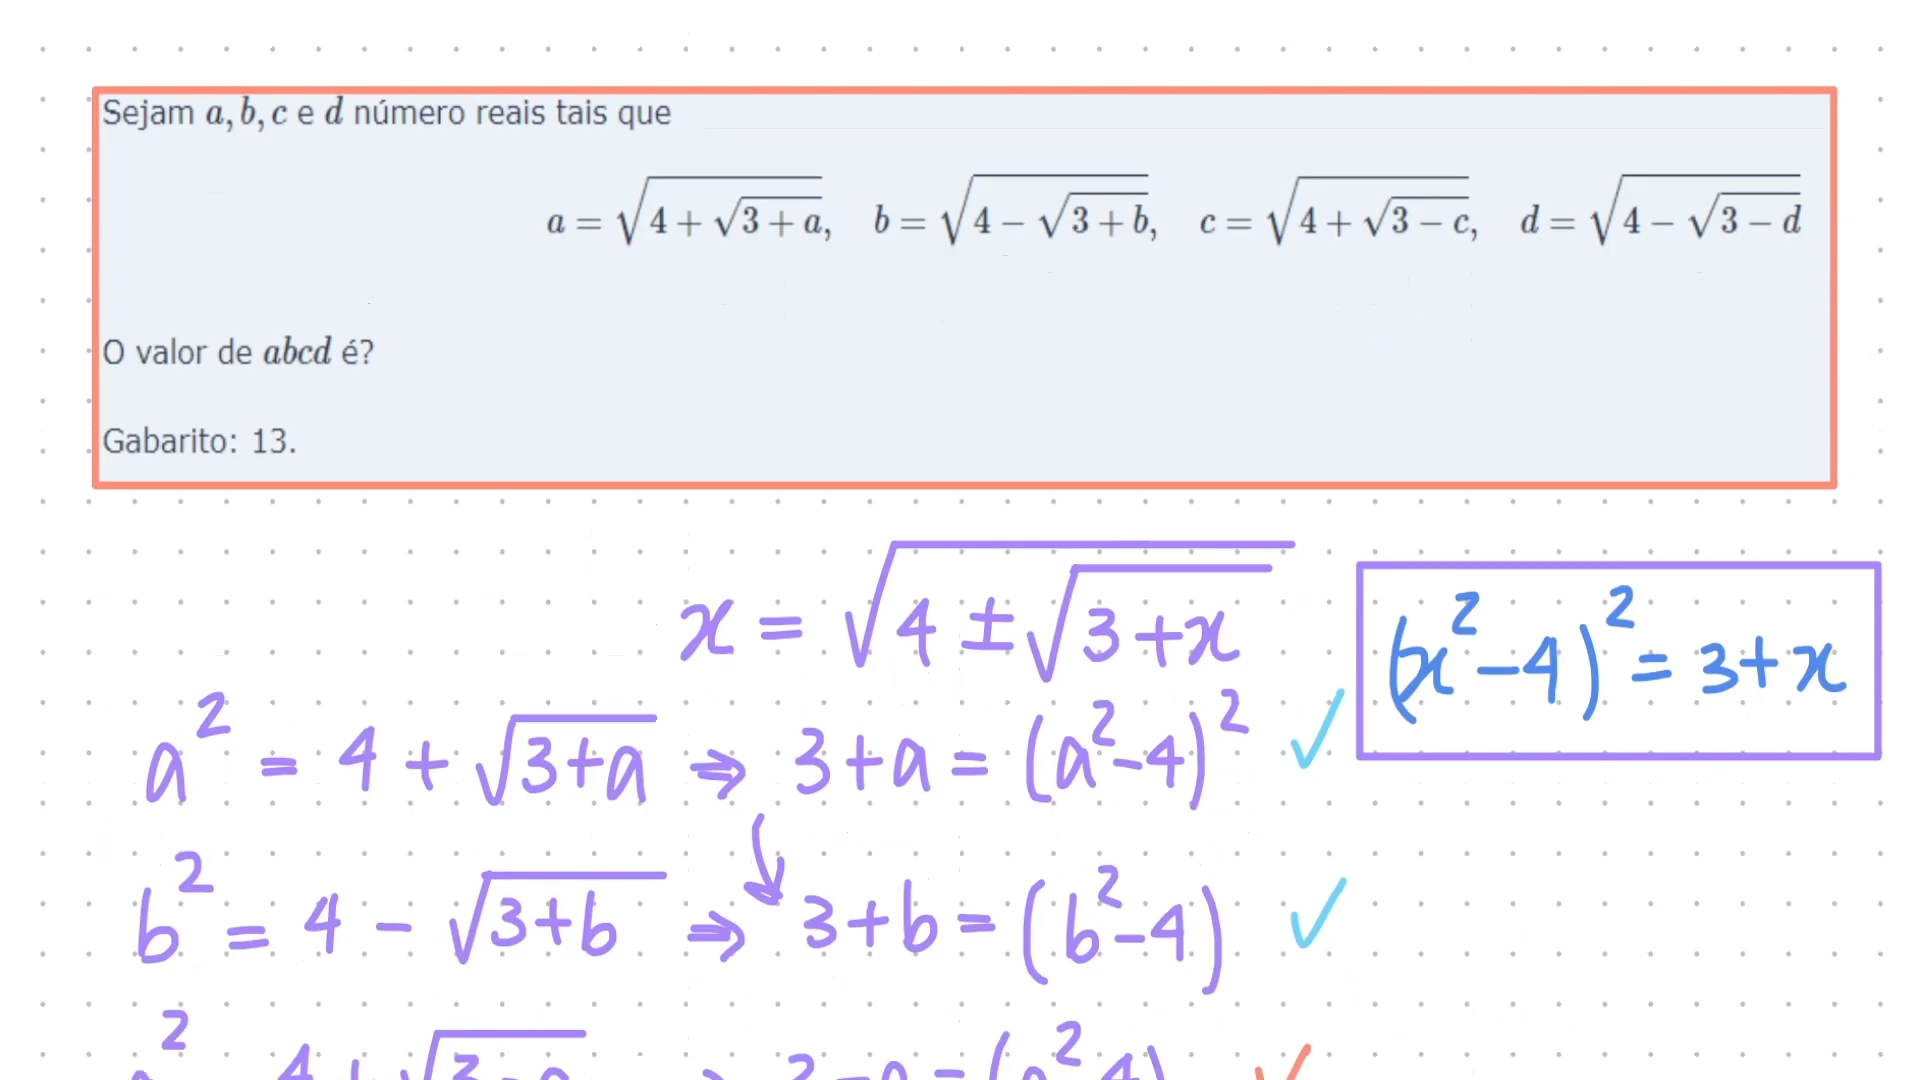 Sejam a, b, c e d número reais tais que
a = √(4 + √(3 + a)), b = √(4 − √(3 + b)), c = √(4 + √(3 − c)), d = √(4 − √(3 − d))
O valor de abcd é?
Gabarito: 13.
x = √(4 ± √(3 + x))
(x² − 4)² = 3 + x
a² = 4 + √(3 + a) ⇒ 3 + a = (a² − 4)² ✓
b² = 4 − √(3 + b) ⇒ 3 + b = (b² − 4) ✓